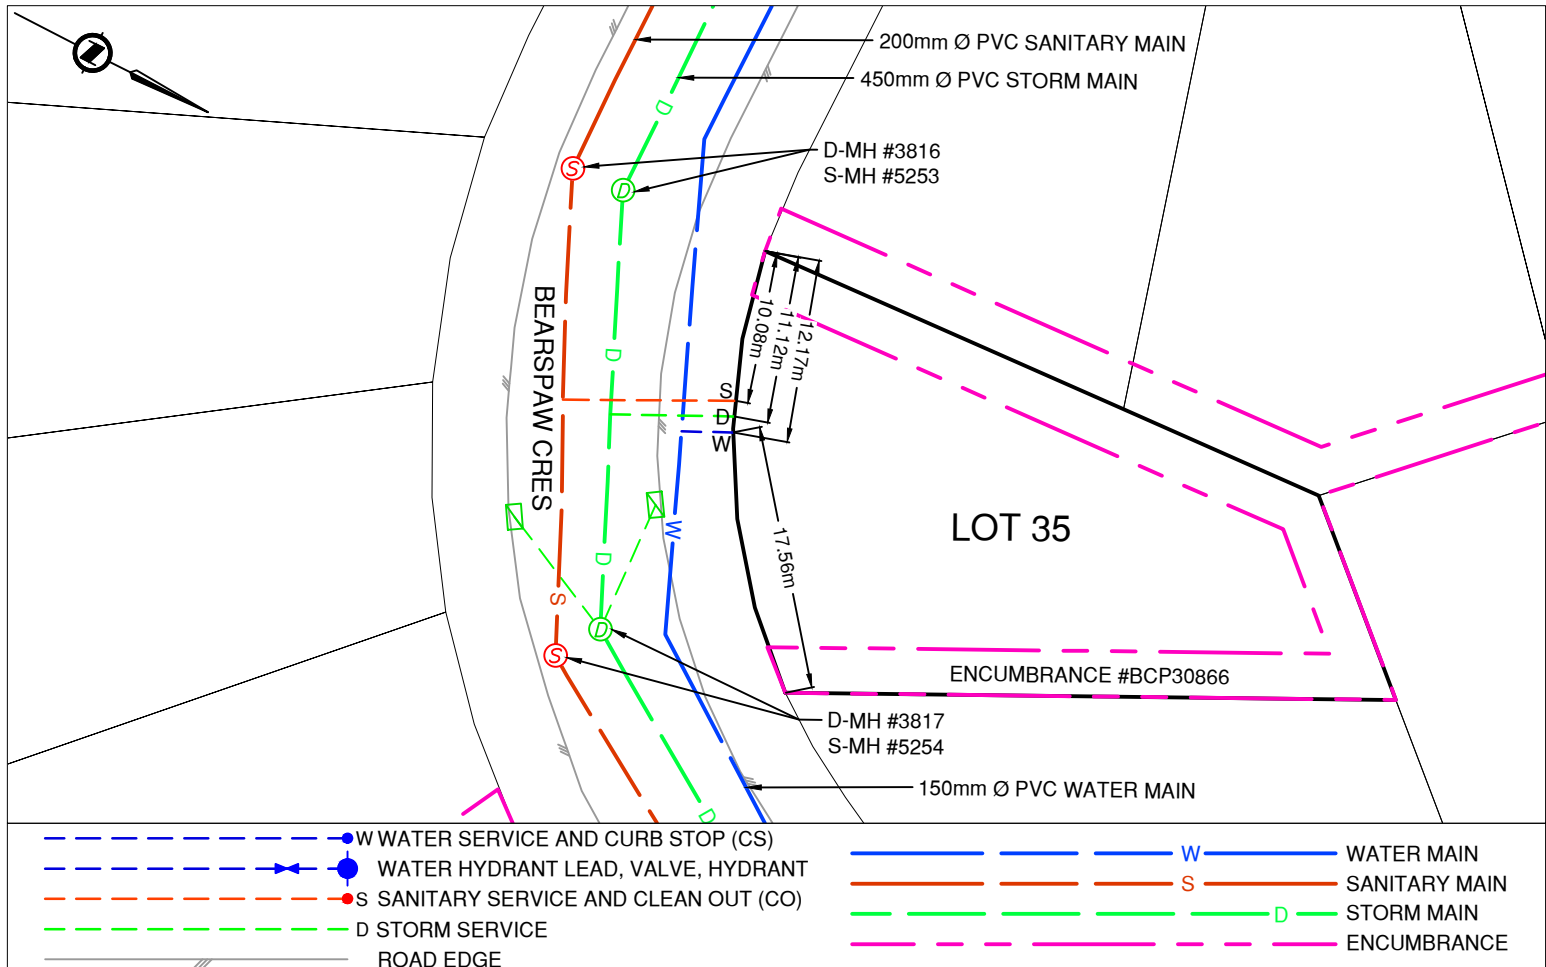 200mm Ø PVC SANITARY MAIN
450mm Ø PVC STORM MAIN
D
D-MH #3816
S-MH #5253
S
D
BEARSPAW CRES
10.08m
11.12m
12.17m
D
S
D
W
17.56m
LOT 35
W
D
S
D
S
ENCUMBRANCE #BCP30866
D-MH #3817
S-MH #5254
150mm Ø PVC WATER MAIN
D
W WATER SERVICE AND CURB STOP (CS)
WATER HYDRANT LEAD, VALVE, HYDRANT
S SANITARY SERVICE AND CLEAN OUT (CO)
D STORM SERVICE
ROAD EDGE
W WATER MAIN
S SANITARY MAIN
D STORM MAIN
ENCUMBRANCE